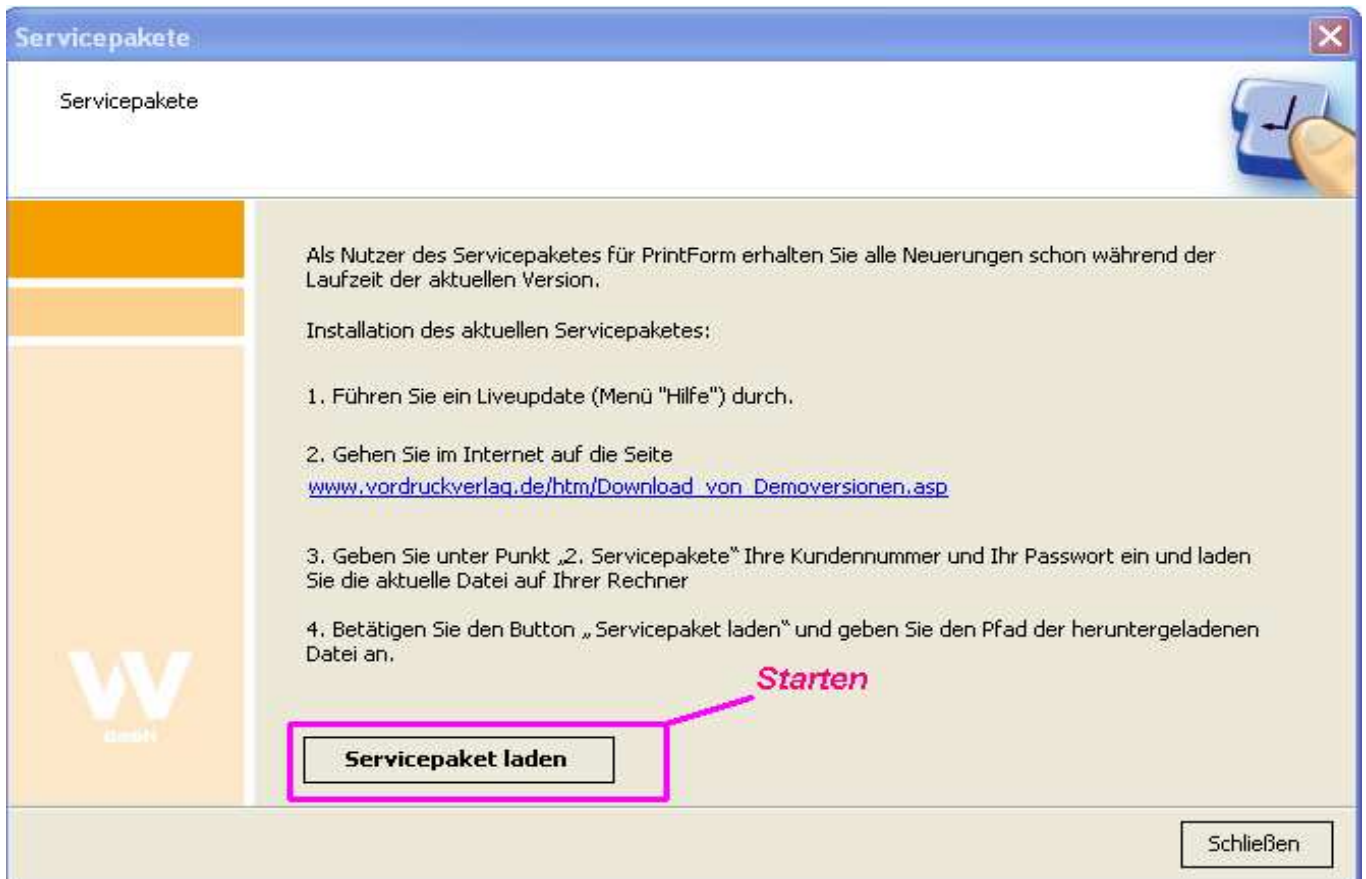 Servicepakete
Servicepakete
Als Nutzer des Servicepaketes für PrintForm erhalten Sie alle Neuerungen schon während der
Laufzeit der aktuellen Version.
Installation des aktuellen Servicepaketes:
1. Führen Sie ein Liveupdate (Menü "Hilfe") durch.
2. Gehen Sie im Internet auf die Seite
www.vordruckverlag.de/htm/Download_von_Demoversionen.asp
3. Geben Sie unter Punkt „2. Servicepakete“ Ihre Kundennummer und Ihr Passwort ein und laden
Sie die aktuelle Datei auf Ihrer Rechner
4. Betätigen Sie den Button „ Servicepaket laden“ und geben Sie den Pfad der heruntergeladenen
Datei an.
Starten
Servicepaket laden
VV
GmbH
Schließen